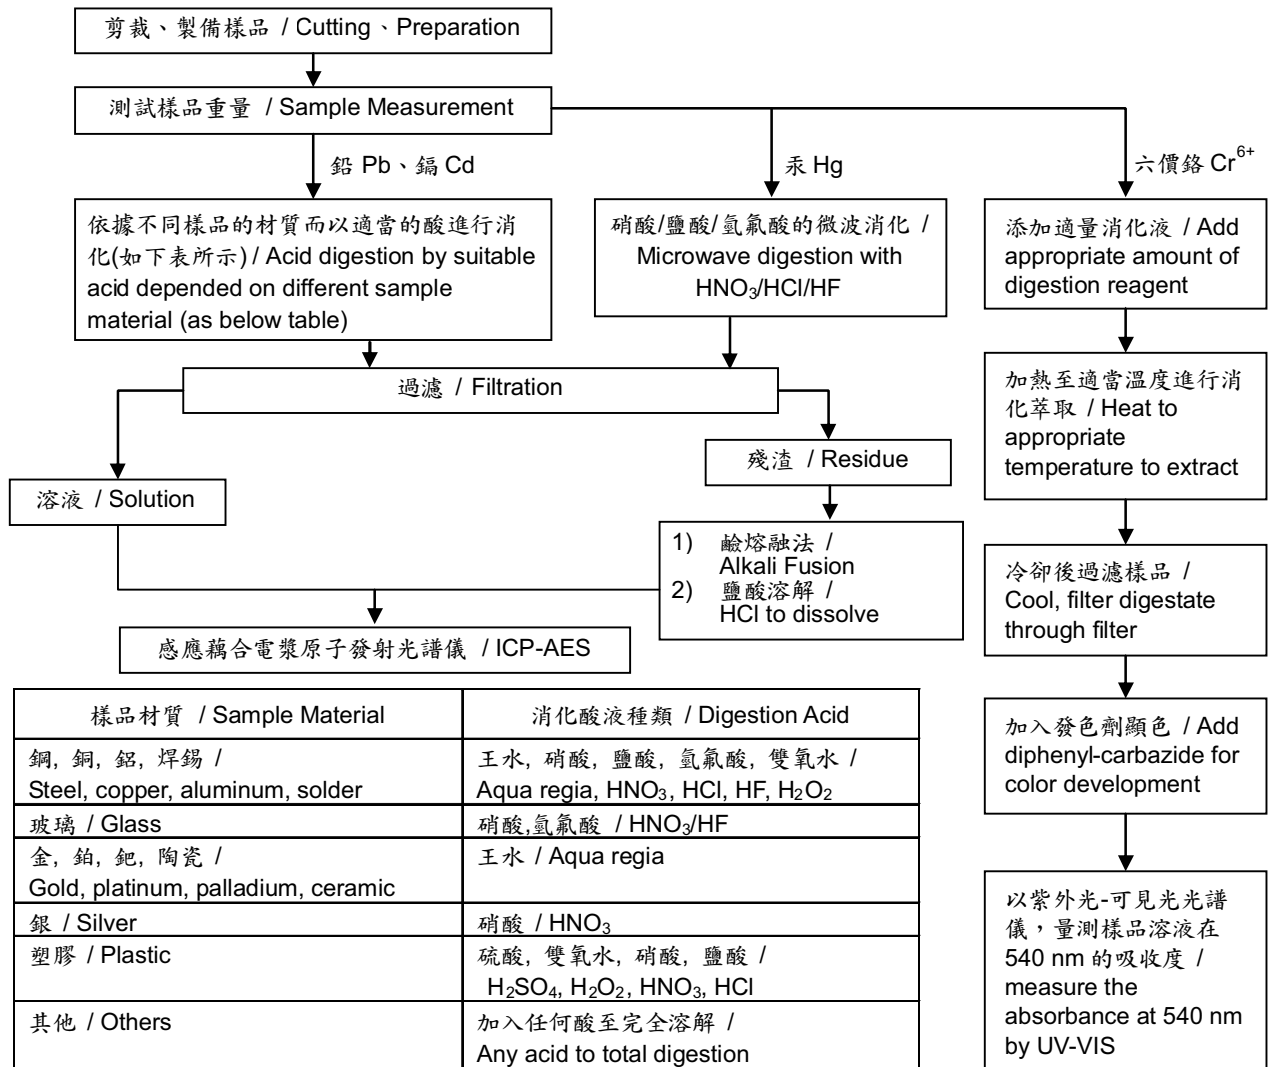 剪裁、製備樣品 / Cutting、Preparation
測試樣品重量 / Sample Measurement
鉛 Pb、鎘 Cd
汞 Hg
六價鉻 Cr⁶⁺
依據不同樣品的材質而以適當的酸進行消
化(如下表所示) / Acid digestion by suitable
acid depended on different sample
material (as below table)
硝酸/鹽酸/氫氟酸的微波消化 /
Microwave digestion with
HNO₃/HCl/HF
添加適量消化液 / Add
appropriate amount of
digestion reagent
過濾 / Filtration
加熱至適當溫度進行消
化萃取 / Heat to
appropriate
temperature to extract
溶液 / Solution
殘渣 / Residue
1) 鹼熔融法 /
Alkali Fusion
2) 鹽酸溶解 /
HCl to dissolve
冷卻後過濾樣品 /
Cool, filter digestate
through filter
感應藕合電漿原子發射光譜儀 / ICP-AES
加入發色劑顯色 / Add
diphenyl-carbazide for
color development
以紫外光-可見光光譜
儀，量測樣品溶液在
540 nm 的吸收度 /
measure the
absorbance at 540 nm
by UV-VIS
樣品材質 / Sample Material
消化酸液種類 / Digestion Acid
鋼, 銅, 鋁, 焊錫 /
Steel, copper, aluminum, solder
王水, 硝酸, 鹽酸, 氫氟酸, 雙氧水 /
Aqua regia, HNO₃, HCl, HF, H₂O₂
玻璃 / Glass
硝酸,氫氟酸 / HNO₃/HF
金, 鉑, 鈀, 陶瓷 /
Gold, platinum, palladium, ceramic
王水 / Aqua regia
銀 / Silver
硝酸 / HNO₃
塑膠 / Plastic
硫酸, 雙氧水, 硝酸, 鹽酸 /
H₂SO₄, H₂O₂, HNO₃, HCl
其他 / Others
加入任何酸至完全溶解 /
Any acid to total digestion